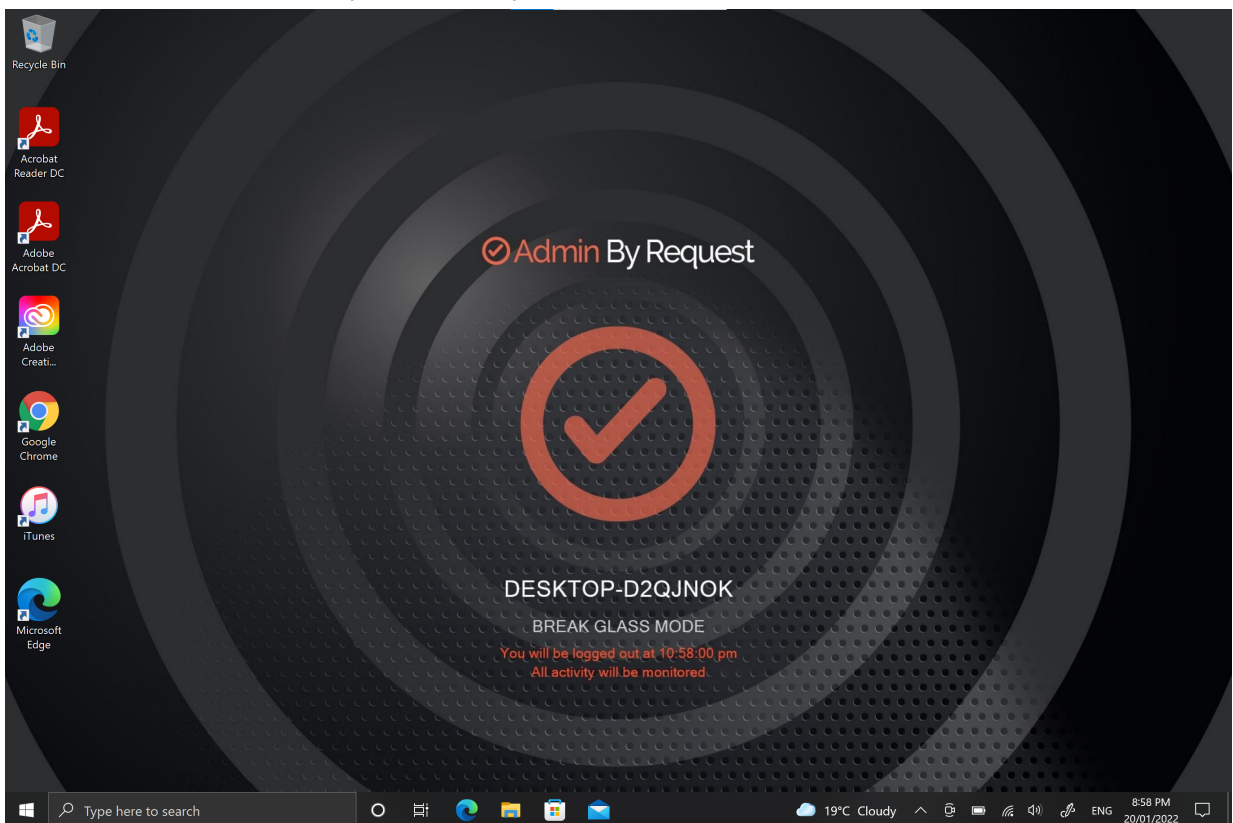 Recycle Bin
Acrobat
Reader DC
Adobe
Acrobat DC
Adobe
Creati...
Google
Chrome
iTunes
Microsoft
Edge
Admin By Request
DESKTOP-D2QJNOK
BREAK GLASS MODE
You will be logged out at 10:58:00 pm
All activity will be monitored
Type here to search
19°C Cloudy
ENG
8:58 PM
20/01/2022